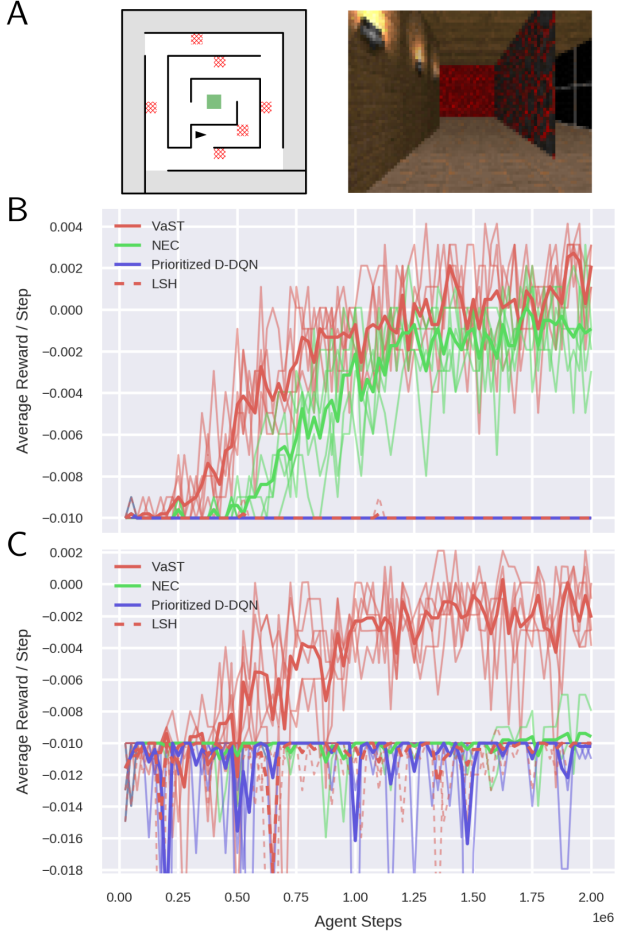 A
B
0.004
0.002
0.000
−0.002
−0.004
−0.006
−0.008
−0.010
Average Reward / Step
VaST
NEC
Prioritized D-DQN
LSH
C
0.002
0.000
−0.002
−0.004
−0.006
−0.008
−0.010
−0.012
−0.014
−0.016
−0.018
Average Reward / Step
VaST
NEC
Prioritized D-DQN
LSH
0.00 0.25 0.50 0.75 1.00 1.25 1.50 1.75 2.00
1e6
Agent Steps